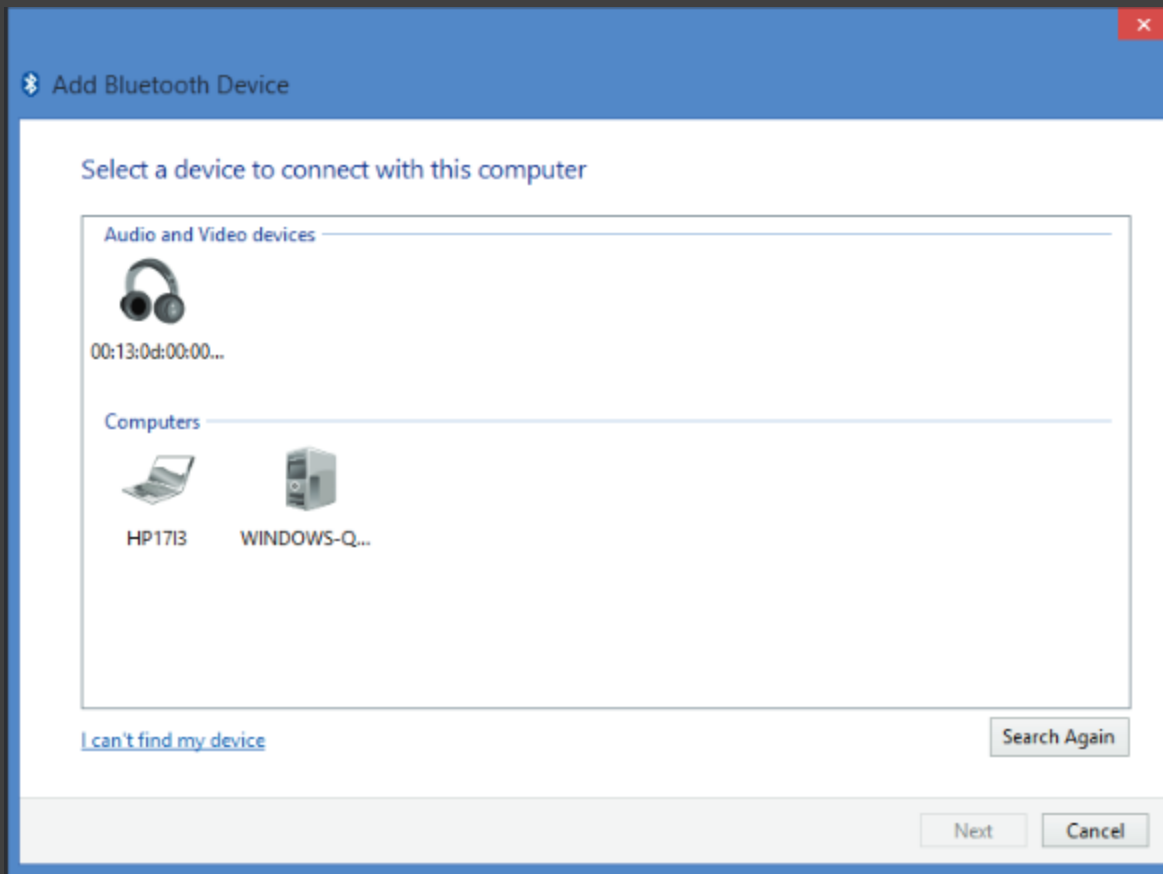 Add Bluetooth Device
Select a device to connect with this computer
Audio and Video devices
00:13:0d:00:00...
Computers
HP17I3
WINDOWS-Q...
I can't find my device
Search Again
Next
Cancel